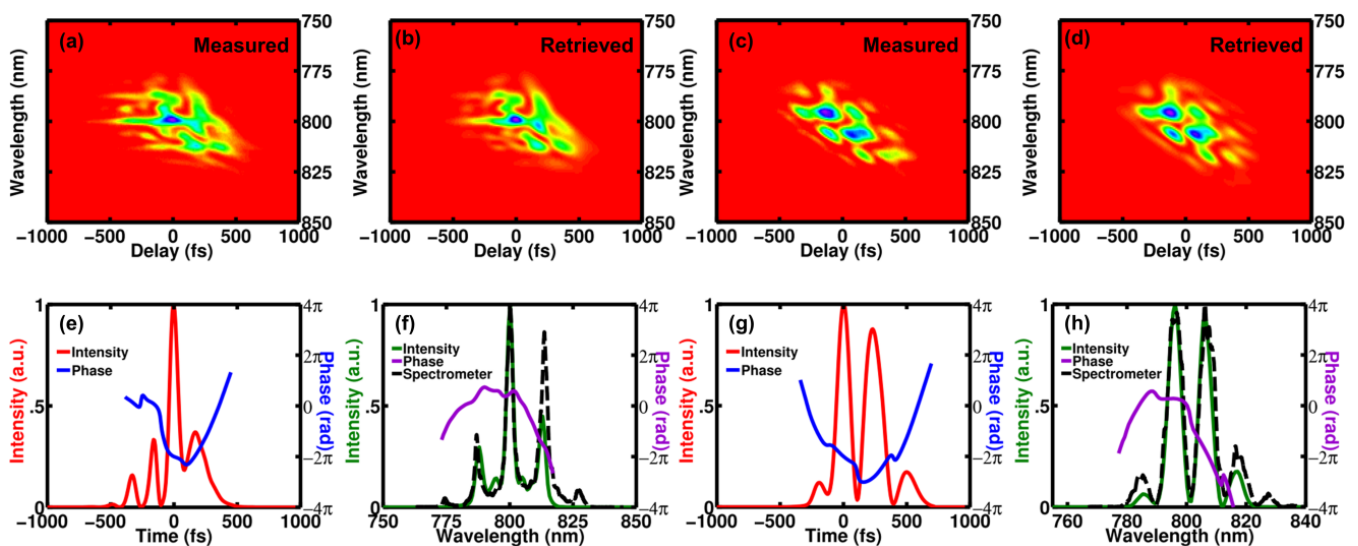 (a) Measured
Wavelength (nm)
750
775
800
825
850
−1000 −500 0 500 1000
Delay (fs)
(b) Retrieved
Wavelength (nm)
750
775
800
825
850
−1000 −500 0 500 1000
Delay (fs)
(c) Measured
Wavelength (nm)
750
775
800
825
850
−1000 −500 0 500 1000
Delay (fs)
(d) Retrieved
Wavelength (nm)
750
775
800
825
850
−1000 −500 0 500 1000
Delay (fs)
(e)
Intensity
Phase
Intensity (a.u.)
1
.5
0
Phase (rad)
4π
2π
0
−2π
−4π
−1000 −500 0 500 1000
Time (fs)
(f)
Intensity
Phase
Spectrometer
Intensity (a.u.)
1
.5
0
Phase (rad)
4π
2π
0
−2π
−4π
750 775 800 825 850
Wavelength (nm)
(g)
Intensity
Phase
Intensity (a.u.)
1
.5
0
Phase (rad)
4π
2π
0
−2π
−4π
−1000 −500 0 500 1000
Time (fs)
(h)
Intensity
Phase
Spectrometer
Intensity (a.u.)
1
.5
0
Phase (rad)
4π
2π
0
−2π
−4π
760 780 800 820 840
Wavelength (nm)